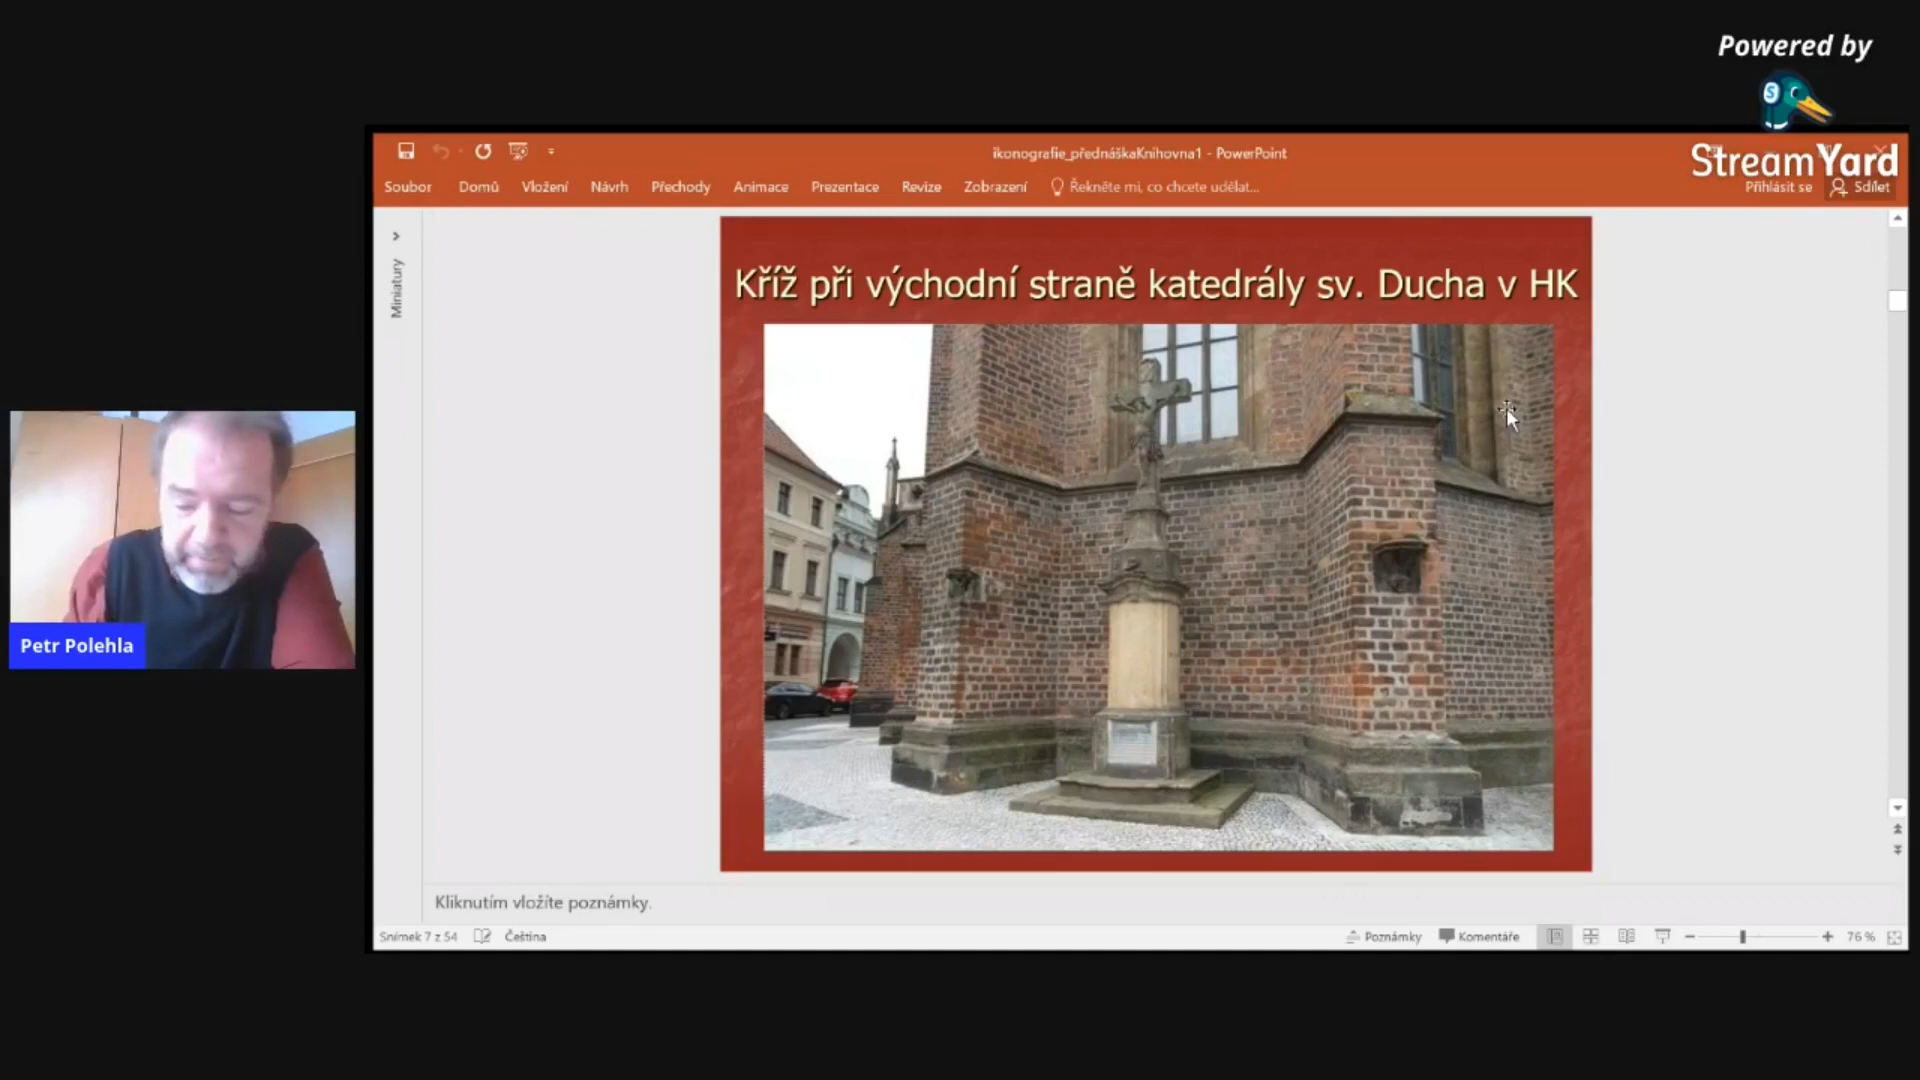 Powered by
StreamYard
ikonografie_přednáškaKnihovna1 - PowerPoint
Soubor Domů Vložení Návrh Přechody Animace Prezentace Revize Zobrazení Řekněte mi, co chcete udělat... Přihlásit se Sdílet
Miniatury
Kříž při východní straně katedrály sv. Ducha v HK
Petr Polehla
Kliknutím vložíte poznámky.
Snímek 7 z 54 Čeština Poznámky Komentáře 76 %